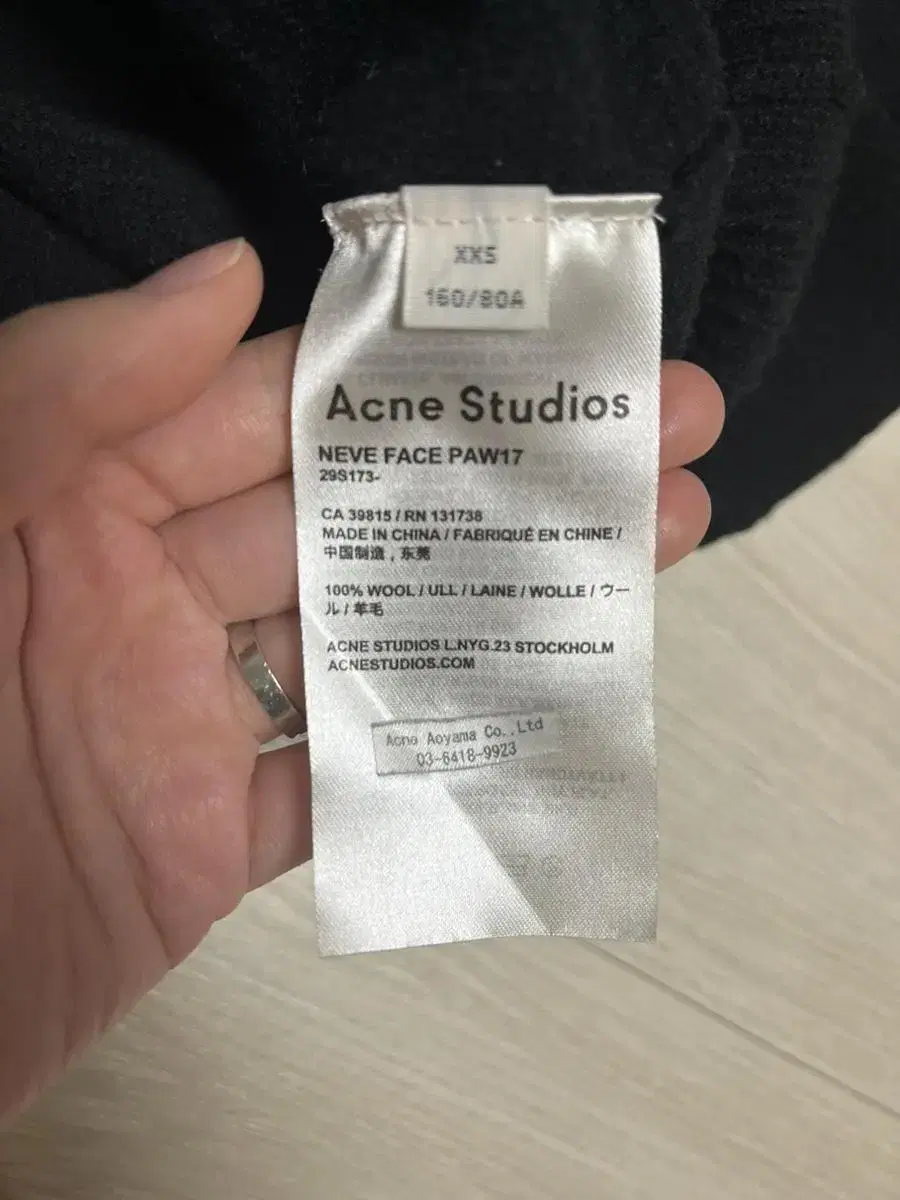 XXS
160/80A
Acne Studios
NEVE FACE PAW17
29S173-
CA 39815 / RN 131738
MADE IN CHINA / FABRIQUÉ EN CHINE /
中国制造，东莞
100% WOOL / ULL / LAINE / WOLLE / ウー
ル / 羊毛
ACNE STUDIOS L.NYG.23 STOCKHOLM
ACNESTUDIOS.COM
Acne Aoyama Co.,Ltd
03-6418-9923